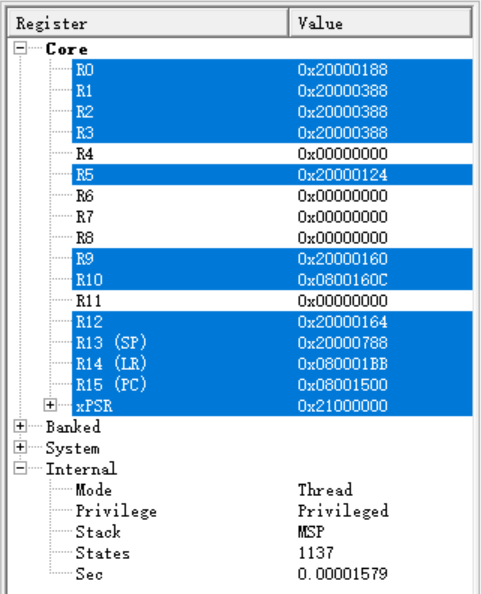 Register Value
Core
R0 0x20000188
R1 0x20000388
R2 0x20000388
R3 0x20000388
R4 0x00000000
R5 0x20000124
R6 0x00000000
R7 0x00000000
R8 0x00000000
R9 0x20000160
R10 0x0800160C
R11 0x00000000
R12 0x20000164
R13 (SP) 0x20000788
R14 (LR) 0x080001BB
R15 (PC) 0x08001500
xPSR 0x21000000
Banked
System
Internal
Mode Thread
Privilege Privileged
Stack MSP
States 1137
Sec 0.00001579